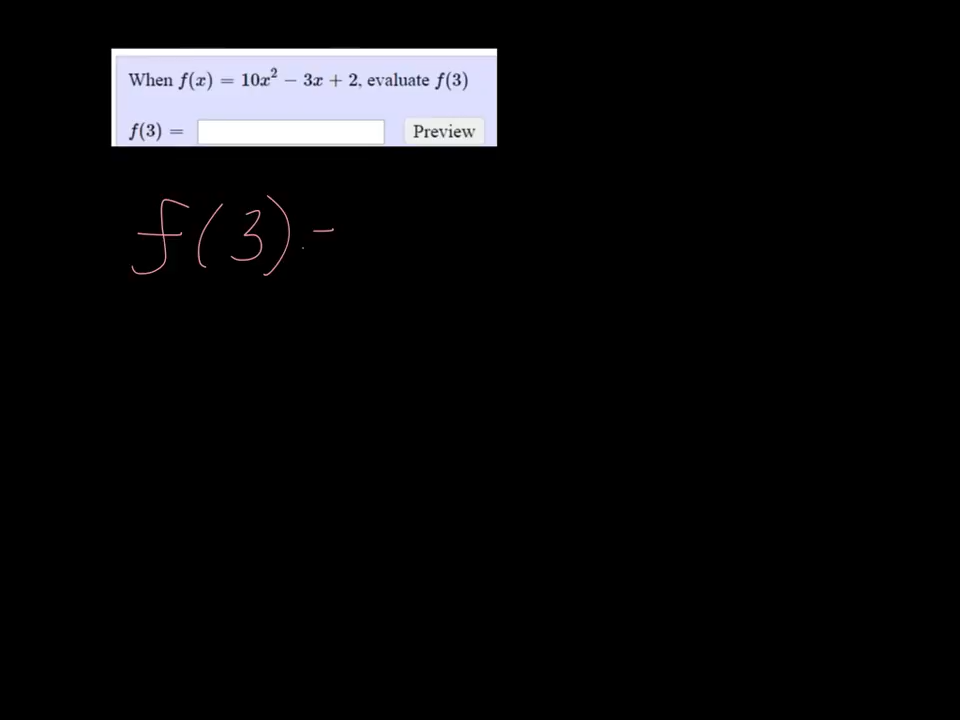 When f(x) = 10x² − 3x + 2, evaluate f(3)
f(3) = Preview
f(3) =